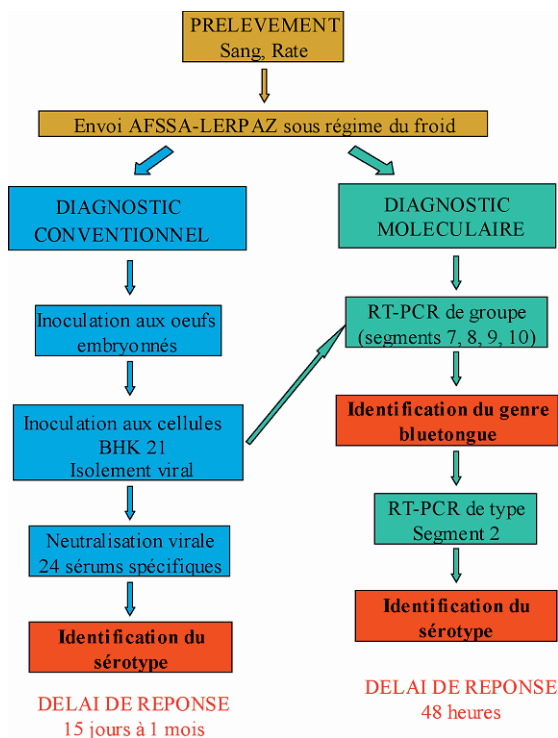 PRELEVEMENT
Sang, Rate
Envoi AFSSA-LERPAZ sous régime du froid
DIAGNOSTIC
CONVENTIONNEL
Inoculation aux oeufs
embryonnés
Inoculation aux cellules
BHK 21
Isolement viral
Neutralisation virale
24 sérums spécifiques
Identification du
sérotype
DELAI DE REPONSE
15 jours à 1 mois
DIAGNOSTIC
MOLECULAIRE
RT-PCR de groupe
(segments 7, 8, 9, 10)
Identification du genre
bluetongue
RT-PCR de type
Segment 2
Identification du
sérotype
DELAI DE REPONSE
48 heures